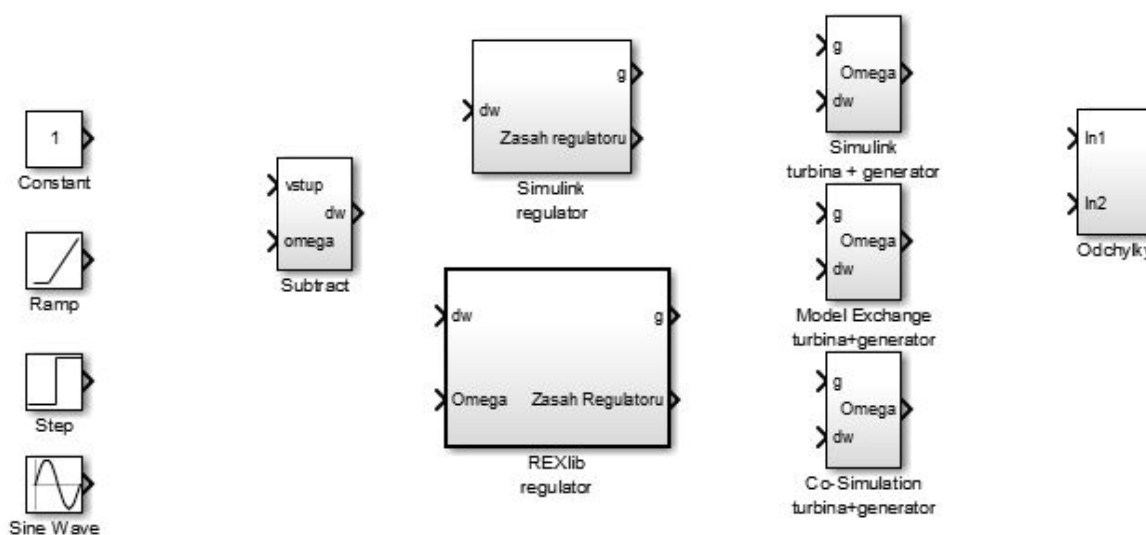 1
Constant
Ramp
Step
Sine Wave
vstup
dw
omega
Subtract
g
dw
Zasah regulatoru
Simulink
regulator
dw
g
Omega
Zasah Regulatoru
REXlib
regulator
g
Omega
dw
Simulink
turbina + generator
g
Omega
dw
Model Exchange
turbina+generator
g
Omega
dw
Co-Simulation
turbina+generator
In1
In2
Odchylky